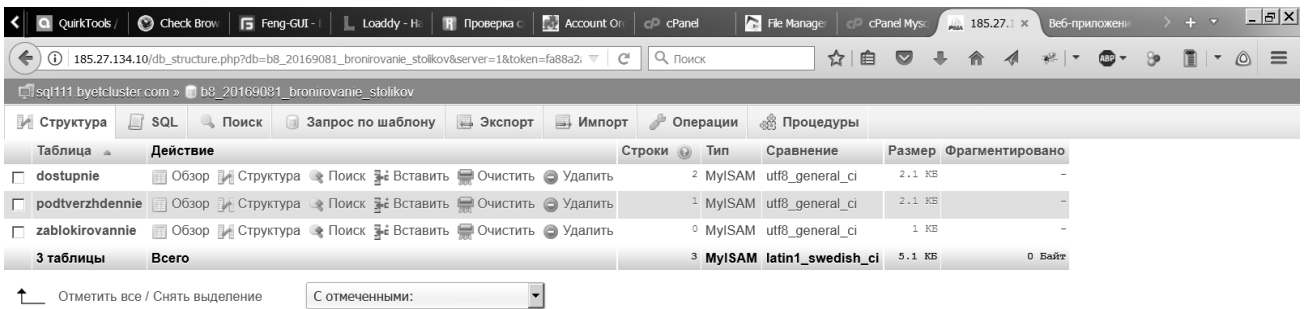 QuirkTools / Check Brow Feng-GUI - Loaddy - На Проверка с Account Or cPanel File Manager cPanel Mysq 185.27.1 × Веб-приложени
185.27.134.10/db_structure.php?db=b8_20169081_bronirovanie_stolikov&server=1&token=fa88a2 Поиск ABP
sql111.byetcluster.com » b8_20169081_bronirovanie_stolikov
Структура SQL Поиск Запрос по шаблону Экспорт Импорт Операции Процедуры
Таблица Действие Строки Тип Сравнение Размер Фрагментировано
dostupnie Обзор Структура Поиск Вставить Очистить Удалить 2 MyISAM utf8_general_ci 2.1 КБ -
podtverzhdennie Обзор Структура Поиск Вставить Очистить Удалить 1 MyISAM utf8_general_ci 2.1 КБ -
zablokirovannie Обзор Структура Поиск Вставить Очистить Удалить 0 MyISAM utf8_general_ci 1 КБ -
3 таблицы Всего 3 MyISAM latin1_swedish_ci 5.1 КБ 0 Байт
Отметить все / Снять выделение С отмеченными: